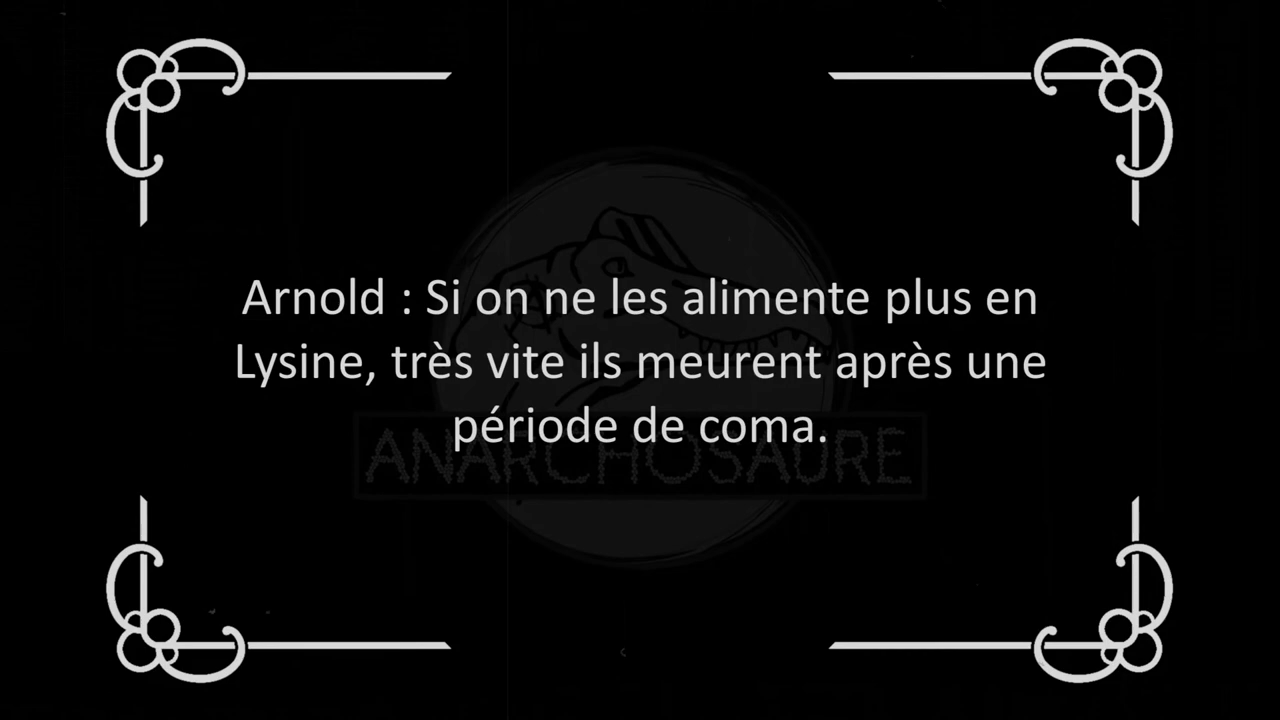 Arnold : Si on ne les alimente plus en
Lysine, très vite ils meurent après une
période de coma.
ANARCHOSAURE